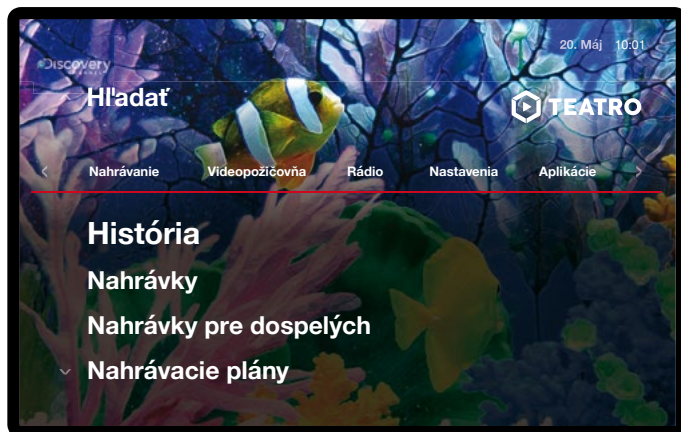 20. Máj 10:01
Discovery
CHANNEL
Hľadať
TEATRO
Nahrávanie Videopožičovňa Rádio Nastavenia Aplikácie
História
Nahrávky
Nahrávky pre dospelých
Nahrávacie plány